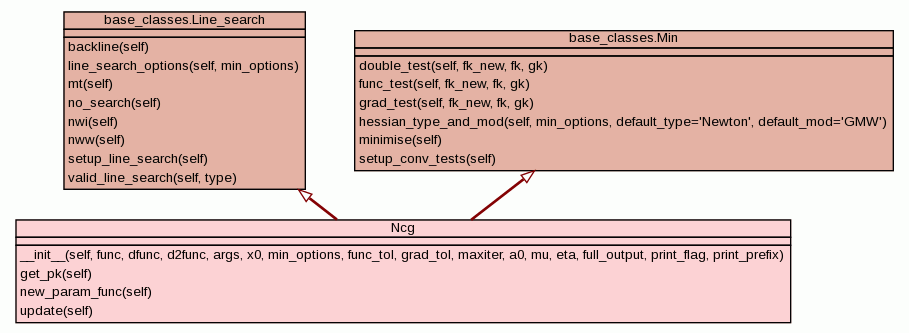 base_classes.Line_search
backline(self)
line_search_options(self, min_options)
mt(self)
no_search(self)
nwi(self)
nww(self)
setup_line_search(self)
valid_line_search(self, type)
base_classes.Min
double_test(self, fk_new, fk, gk)
func_test(self, fk_new, fk, gk)
grad_test(self, fk_new, fk, gk)
hessian_type_and_mod(self, min_options, default_type='Newton', default_mod='GMW')
minimise(self)
setup_conv_tests(self)
Ncg
__init__(self, func, dfunc, d2func, args, x0, min_options, func_tol, grad_tol, maxiter, a0, mu, eta, full_output, print_flag, print_prefix)
get_pk(self)
new_param_func(self)
update(self)